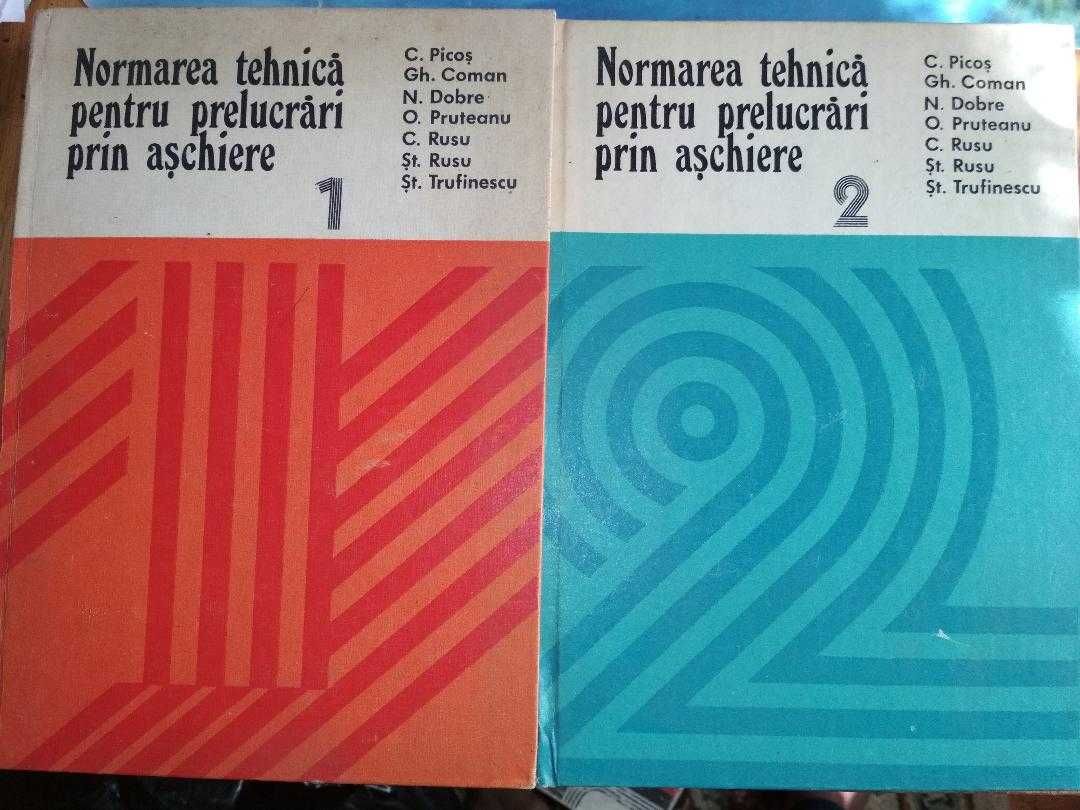 Normarea tehnică
pentru prelucrări
prin așchiere
1
C. Picoș
Gh. Coman
N. Dobre
O. Pruteanu
C. Rusu
Șt. Rusu
Șt. Trufinescu
Normarea tehnică
pentru prelucrări
prin așchiere
2
C. Picoș
Gh. Coman
N. Dobre
O. Pruteanu
C. Rusu
Șt. Rusu
Șt. Trufinescu